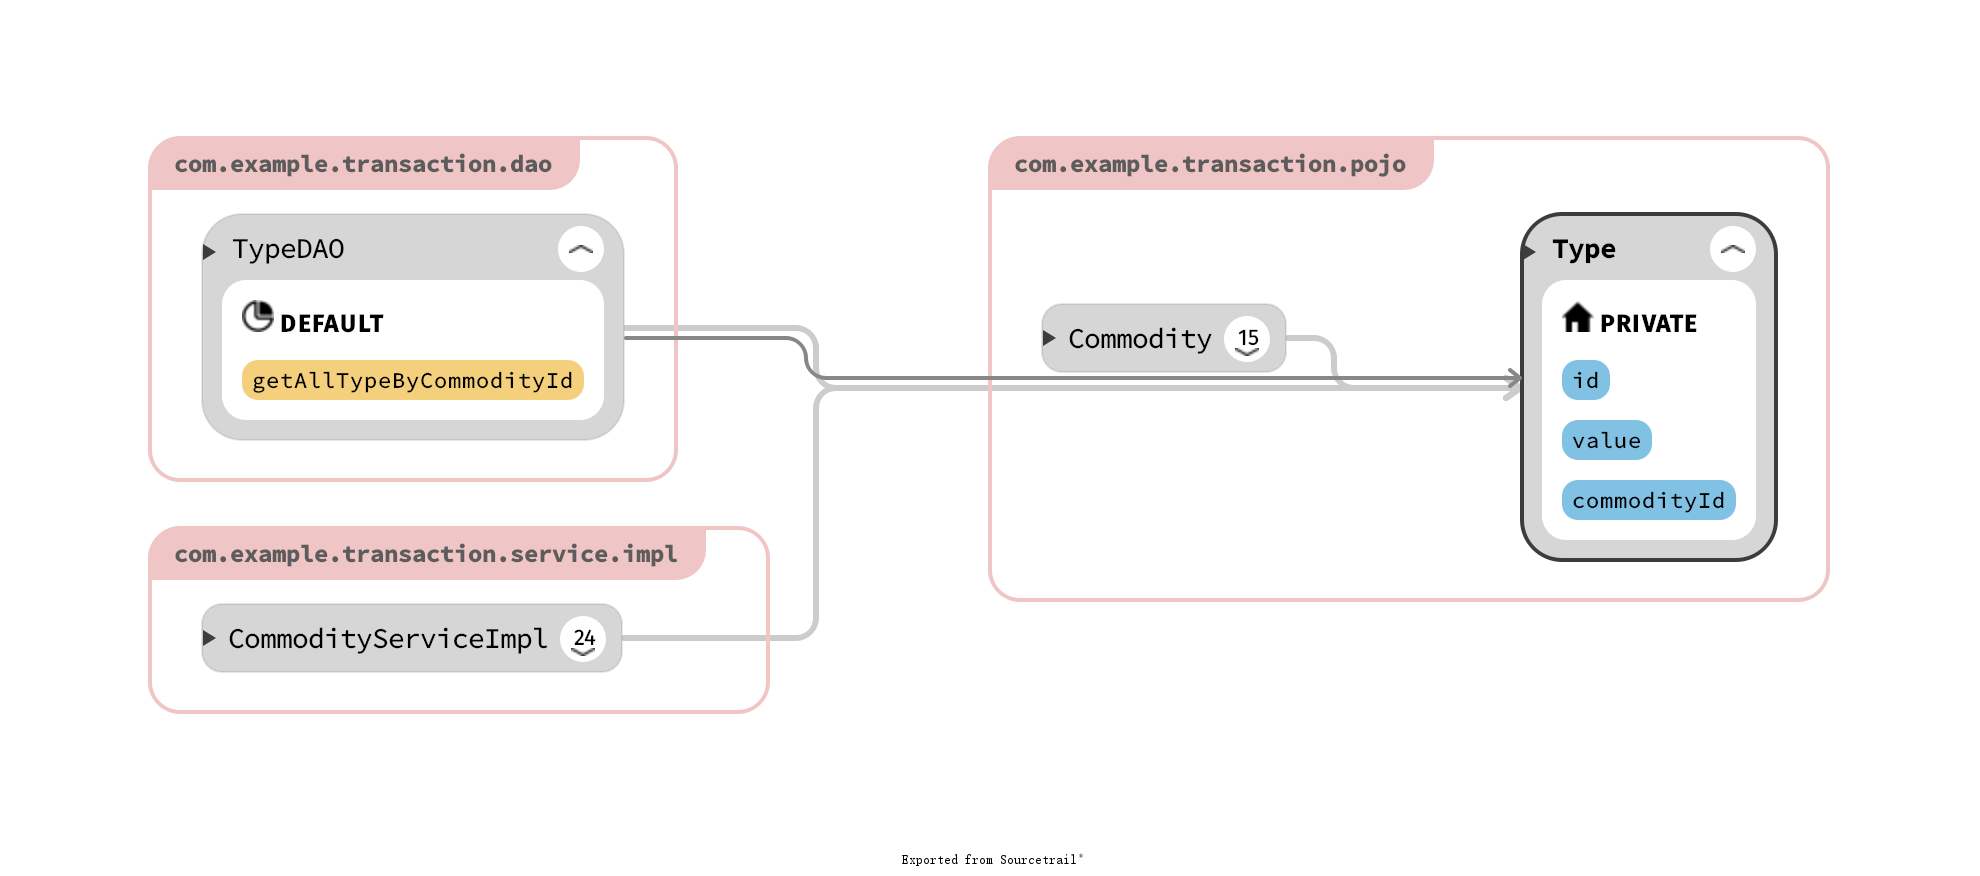 com.example.transaction.dao
TypeDAO
DEFAULT
getAllTypeByCommodityId
com.example.transaction.service.impl
CommodityServiceImpl 24
com.example.transaction.pojo
Commodity 15
Type
PRIVATE
id
value
commodityId
Exported from Sourcetrail®